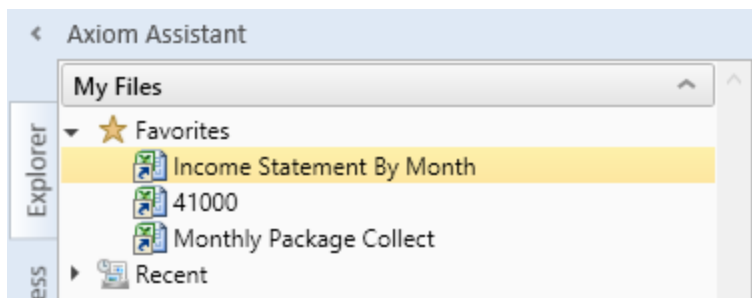 Axiom Assistant
My Files
Favorites
Income Statement By Month
41000
Monthly Package Collect
Recent
Explorer